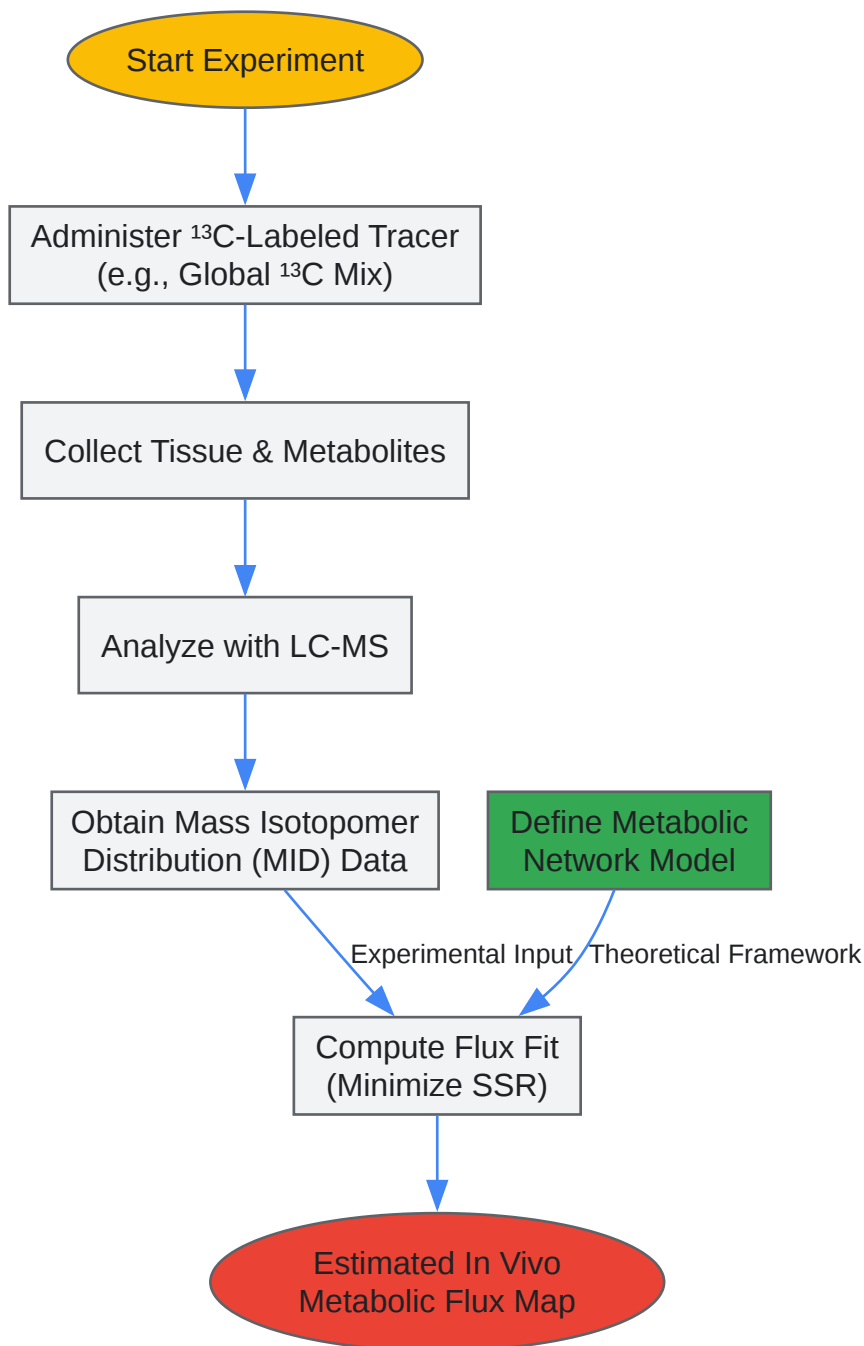 Start Experiment
Administer ¹³C-Labeled Tracer
(e.g., Global ¹³C Mix)
Collect Tissue & Metabolites
Analyze with LC-MS
Obtain Mass Isotopomer
Distribution (MID) Data
Define Metabolic
Network Model
Experimental Input
Theoretical Framework
Compute Flux Fit
(Minimize SSR)
Estimated In Vivo
Metabolic Flux Map